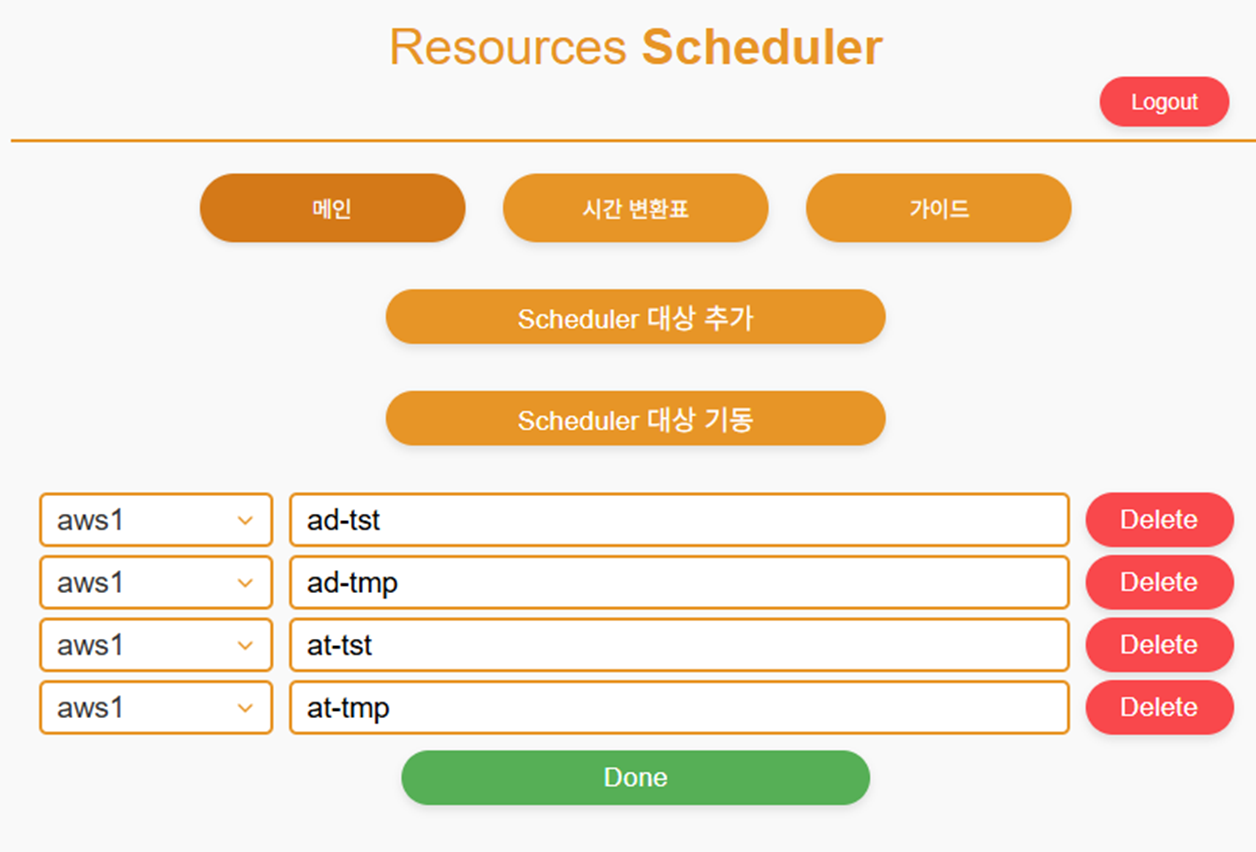 Resources Scheduler
Logout
메인 시간 변환표 가이드
Scheduler 대상 추가
Scheduler 대상 기동
aws1 ad-tst Delete
aws1 ad-tmp Delete
aws1 at-tst Delete
aws1 at-tmp Delete
Done